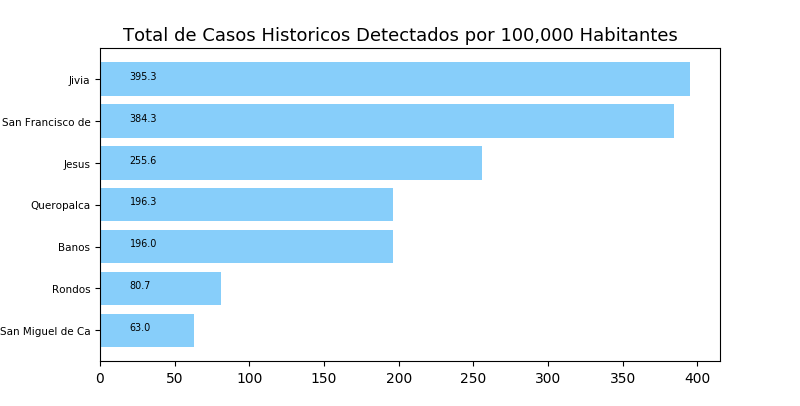 Total de Casos Historicos Detectados por 100,000 Habitantes
Jivia 395.3
San Francisco de 384.3
Jesus 255.6
Queropalca 196.3
Banos 196.0
Rondos 80.7
San Miguel de Ca 63.0
0 50 100 150 200 250 300 350 400